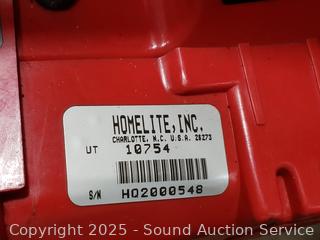 HOMELITE, INC.
CHARLOTTE, N.C. U.S.A. 28273
UT 10754
S/N HQ2000548
Copyright © 2025 - Sound Auction Service